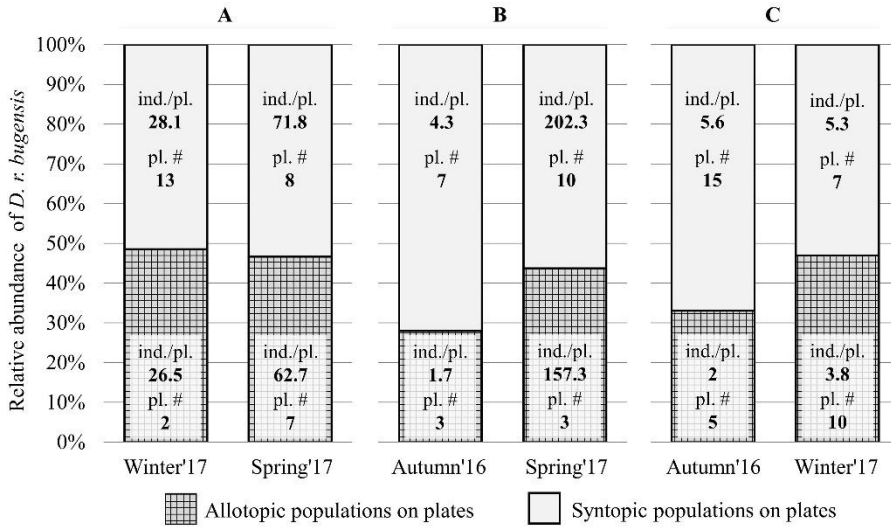 A B C
Relative abundance of D. r. bugensis
100%
90%
80%
70%
60%
50%
40%
30%
20%
10%
0%
ind./pl.
28.1
pl. #
13
ind./pl.
26.5
pl. #
2
ind./pl.
71.8
pl. #
8
ind./pl.
62.7
pl. #
7
ind./pl.
4.3
pl. #
7
ind./pl.
1.7
pl. #
3
ind./pl.
202.3
pl. #
10
ind./pl.
157.3
pl. #
3
ind./pl.
5.6
pl. #
15
ind./pl.
2
pl. #
5
ind./pl.
5.3
pl. #
7
ind./pl.
3.8
pl. #
10
Winter'17 Spring'17 Autumn'16 Spring'17 Autumn'16 Winter'17
Allotopic populations on plates Syntopic populations on plates